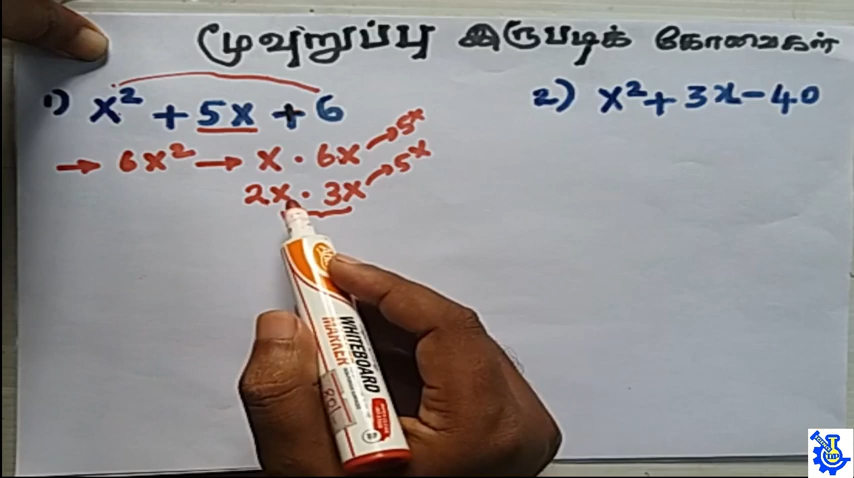 மூவுறுப்பு இருபடிக் கோவைகள்
1) x² + 5x + 6
→ 6x² → x · 6x → 5x
2x · 3x → 5x
2) x² + 3x - 40
WHITEBOARD
MARKER